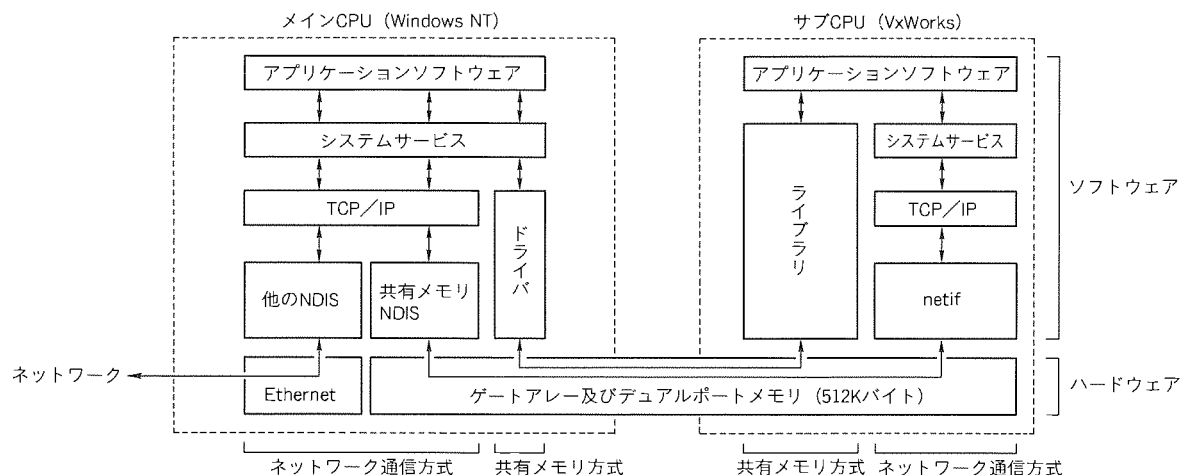 メインCPU（Windows NT）
サブCPU（VxWorks）
アプリケーションソフトウェア
アプリケーションソフトウェア
システムサービス
システムサービス
TCP／IP
TCP／IP
ドライバ
ライブラリ
ソフトウェア
他のNDIS
共有メモリ
NDIS
netif
ネットワーク
Ethernet
ゲートアレー及びデュアルポートメモリ（512Kバイト）
ハードウェア
ネットワーク通信方式
共有メモリ方式
共有メモリ方式
ネットワーク通信方式